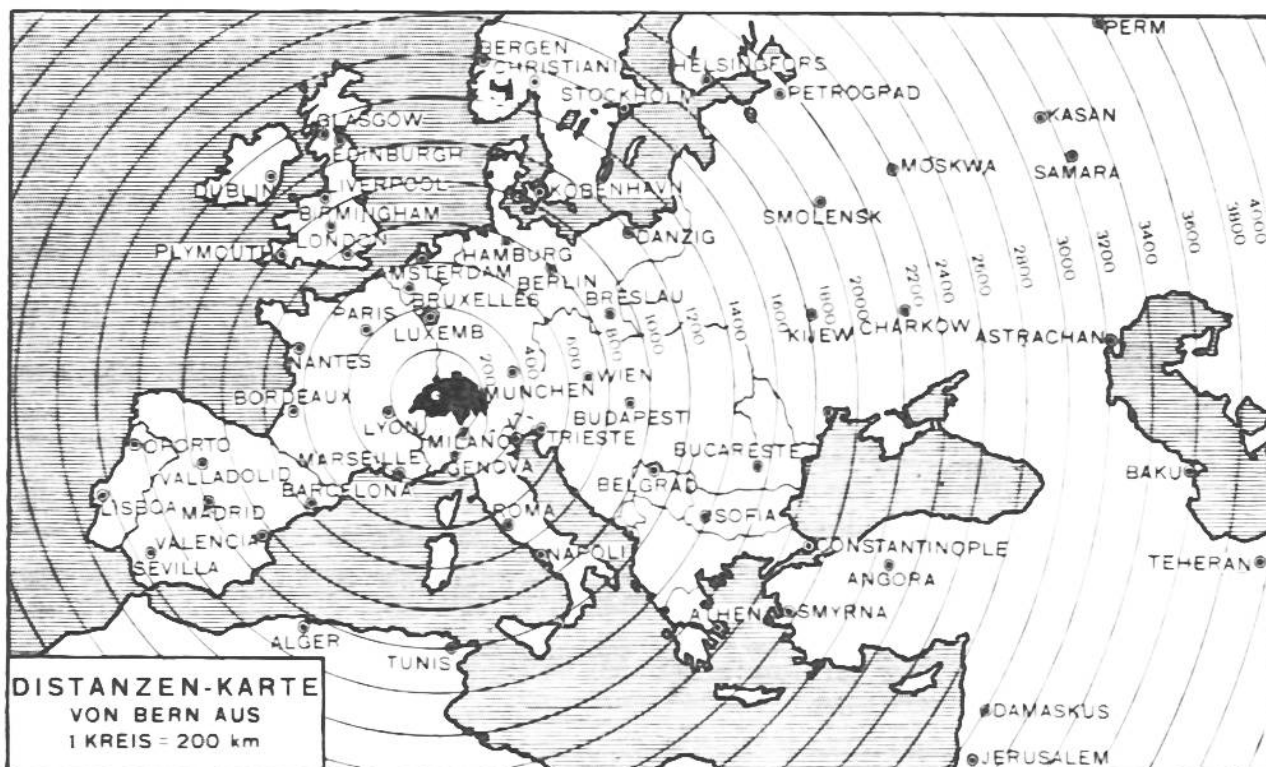 PERM
BERGEN
CHRISTIANI
HELSINGFORS
STOCKHOLM
PETROGRAD
KASAN
GLASGOW
EDINBURGH
MOSKWA
SAMARA
DUBLIN
LIVERPOOL
KØBENHAVN
BIRMINGHAM
SMOLENSK
PLYMOUTH
LONDON
HAMBURG
DANZIG
AMSTERDAM
BERLIN
BRUXELLES
BRESLAU
PARIS
LUXEMB
KIJEW
CHARKOW
ASTRACHAN
200
400
600
800
1000
1200
1400
1600
1800
2000
2200
2400
2600
2800
3000
3200
3400
3600
3800
4000
NANTES
MÜNCHEN
WIEN
BORDEAUX
LYON
BUDAPEST
MILANO
TRIESTE
OPORTO
MARSEILLE
GENOVA
BUCARESTE
VALLADOLID
BARCELONA
BELGRAD
BAKU
LISBOA
MADRID
ROMA
SOFIA
VALENCIA
NAPOLI
CONSTANTINOPLE
SEVILLA
ANGORA
TEHERAN
ATHEN
SMYRNA
ALGER
TUNIS
DISTANZEN-KARTE
VON BERN AUS
1 KREIS = 200 km
DAMASKUS
JERUSALEM